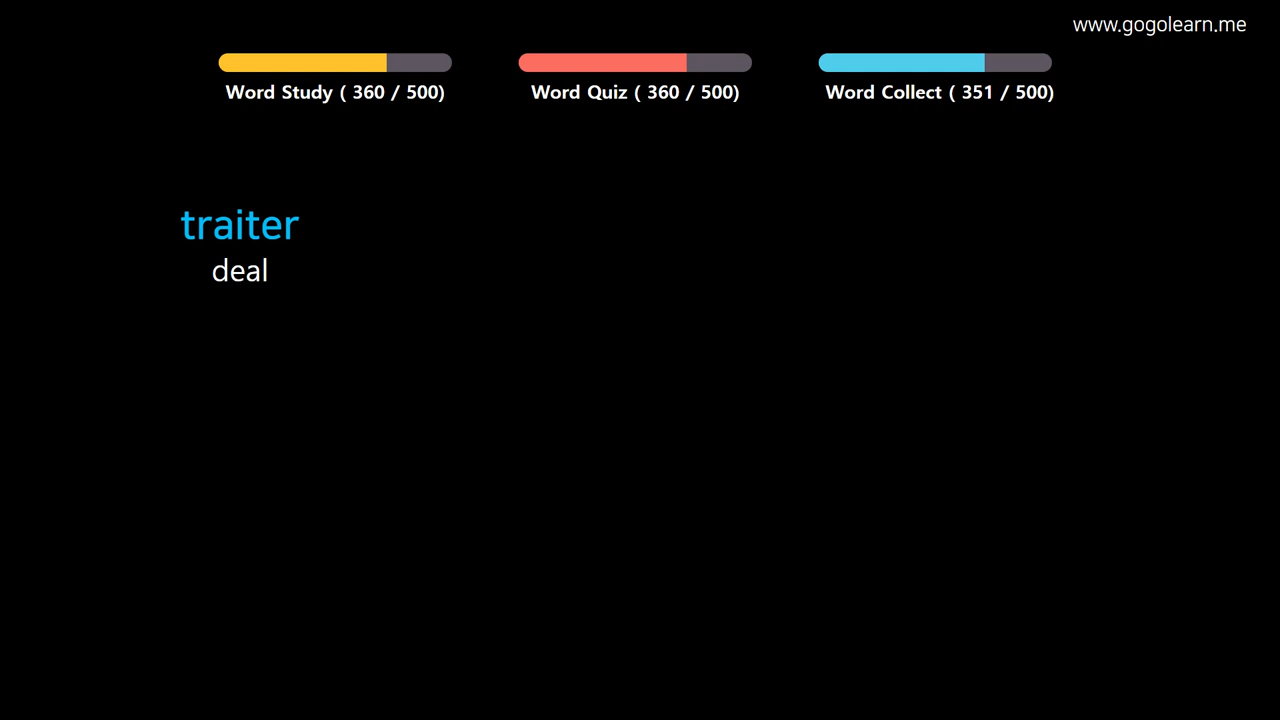 www.gogolearn.me
Word Study ( 360 / 500)
Word Quiz ( 360 / 500)
Word Collect ( 351 / 500)
traiter
deal